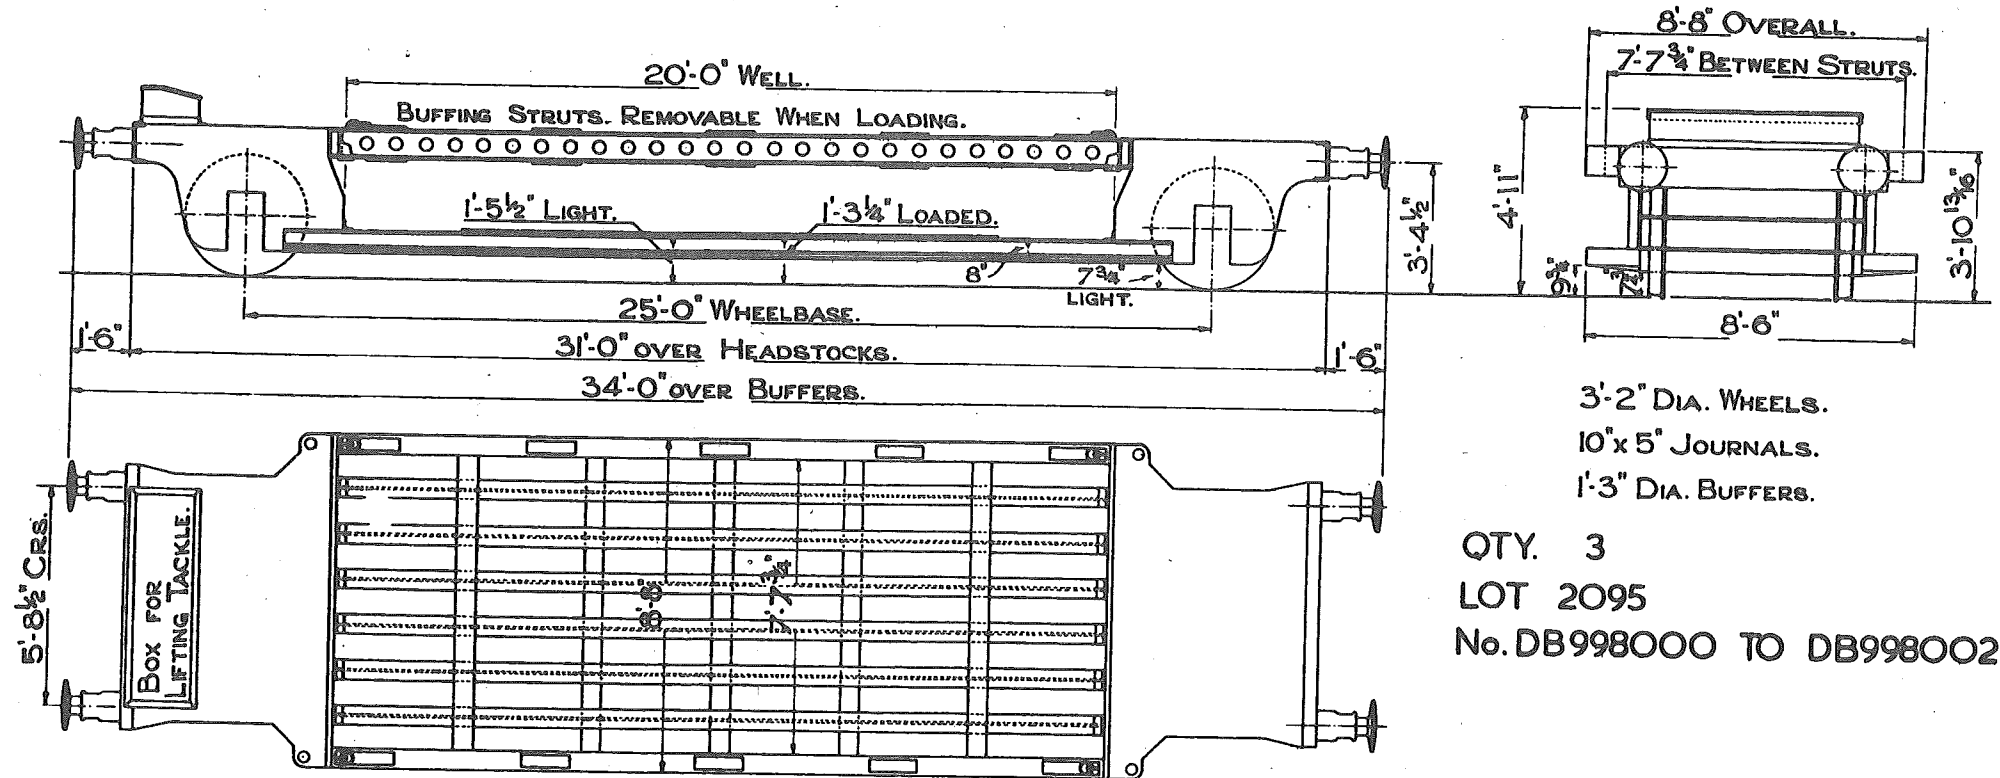 20'-0" WELL.
BUFFING STRUTS. REMOVABLE WHEN LOADING.
1'-5½" LIGHT.
1'-3¼" LOADED.
8"
7¾"
LIGHT.
3'-4½"
25'-0" WHEELBASE.
1'-6"
31'-0" OVER HEADSTOCKS.
1'-6"
34'-0" OVER BUFFERS.
8'-8" OVERALL.
7'-7¾" BETWEEN STRUTS.
4'-11"
3'-10 13/16"
9¾"
7¾"
8'-6"
3'-2" DIA. WHEELS.
10" x 5" JOURNALS.
1'-3" DIA. BUFFERS.
5'-8½" CRS.
BOX FOR
LIFTING TACKLE.
8'-8"
7'-7¾"
QTY. 3
LOT 2095
No. DB998000 TO DB998002